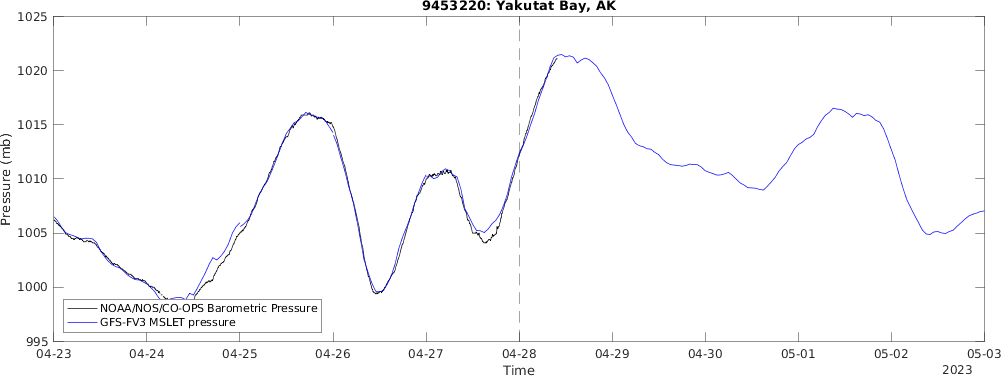 9453220: Yakutat Bay, AK
Pressure (mb)
1025
1020
1015
1010
1005
1000
995
NOAA/NOS/CO-OPS Barometric Pressure
GFS-FV3 MSLET pressure
04-23 04-24 04-25 04-26 04-27 04-28 04-29 04-30 05-01 05-02 05-03
Time
2023